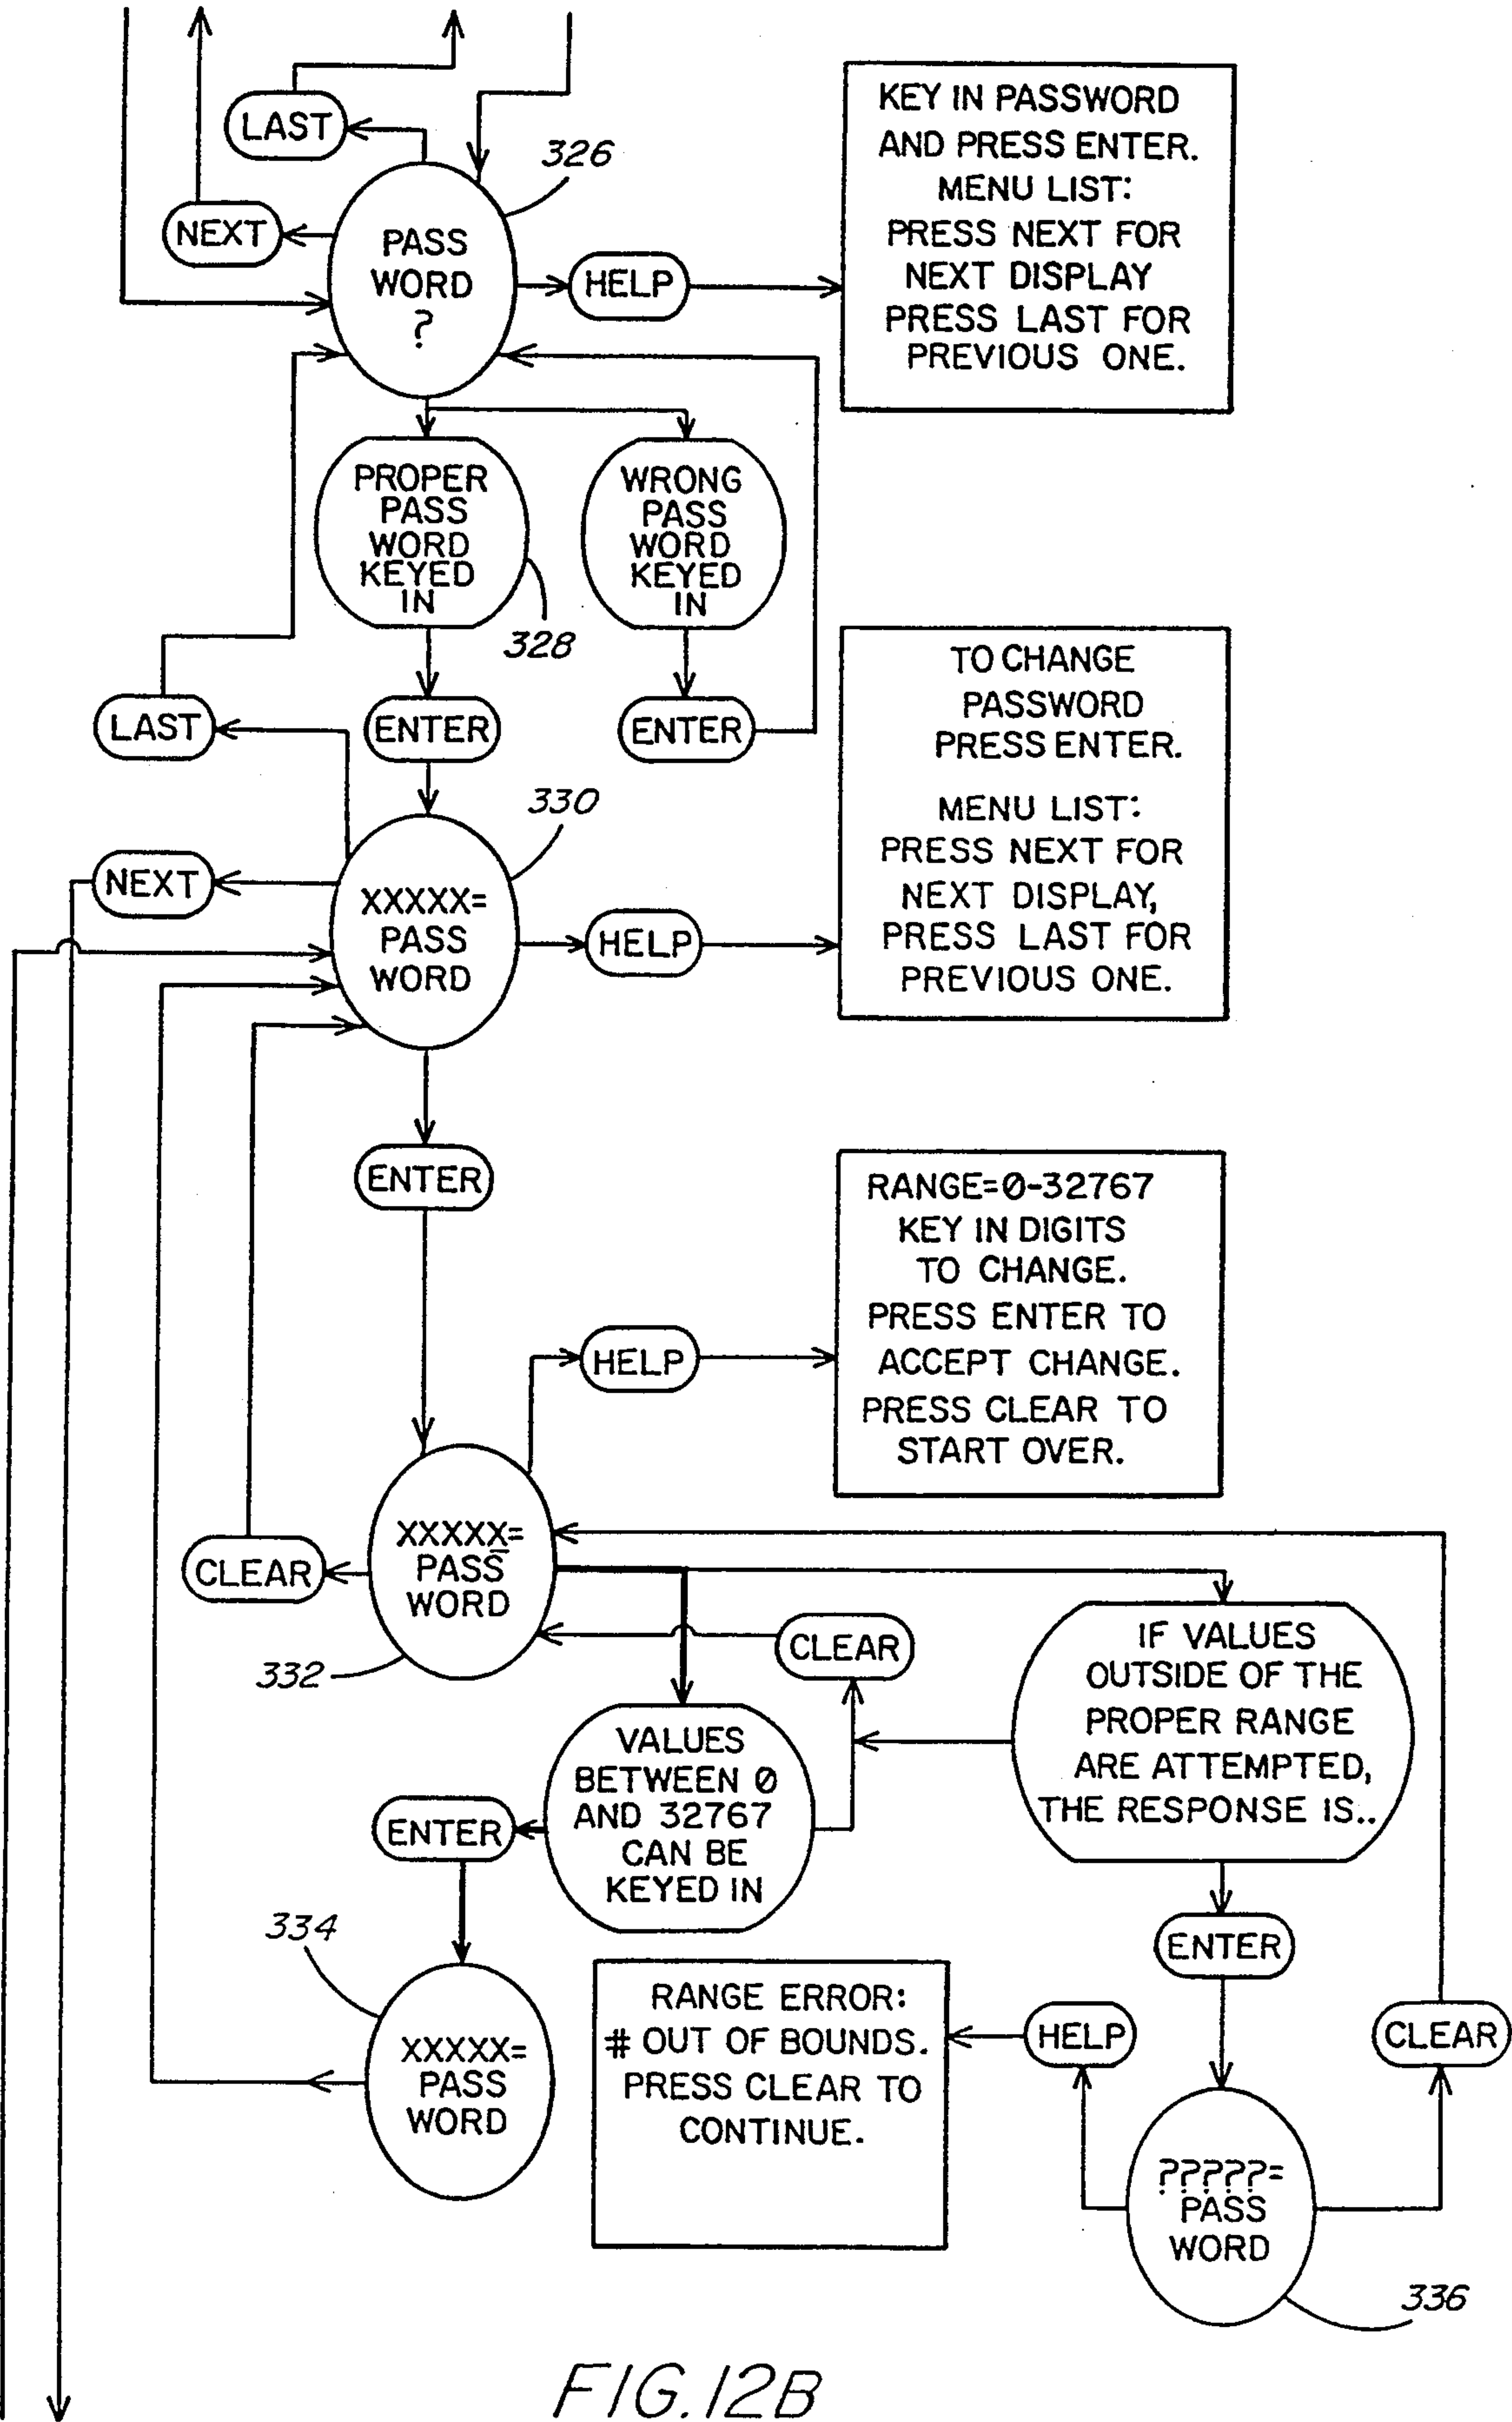 LAST
326
NEXT
PASS
WORD
?
HELP
KEY IN PASSWORD
AND PRESS ENTER.
MENU LIST:
PRESS NEXT FOR
NEXT DISPLAY
PRESS LAST FOR
PREVIOUS ONE.
PROPER
PASS
WORD
KEYED
IN
328
WRONG
PASS
WORD
KEYED
IN
LAST
ENTER
ENTER
TO CHANGE
PASSWORD
PRESS ENTER.
MENU LIST:
PRESS NEXT FOR
NEXT DISPLAY,
PRESS LAST FOR
PREVIOUS ONE.
330
NEXT
XXXXX=
PASS
WORD
HELP
ENTER
RANGE=0-32767
KEY IN DIGITS
TO CHANGE.
PRESS ENTER TO
ACCEPT CHANGE.
PRESS CLEAR TO
START OVER.
HELP
CLEAR
XXXXX=
PASS
WORD
332
CLEAR
IF VALUES
OUTSIDE OF THE
PROPER RANGE
ARE ATTEMPTED,
THE RESPONSE IS..
VALUES
BETWEEN 0
AND 32767
CAN BE
KEYED IN
ENTER
ENTER
334
XXXXX=
PASS
WORD
RANGE ERROR:
# OUT OF BOUNDS.
PRESS CLEAR TO
CONTINUE.
HELP
CLEAR
?????=
PASS
WORD
336
FIG.12B